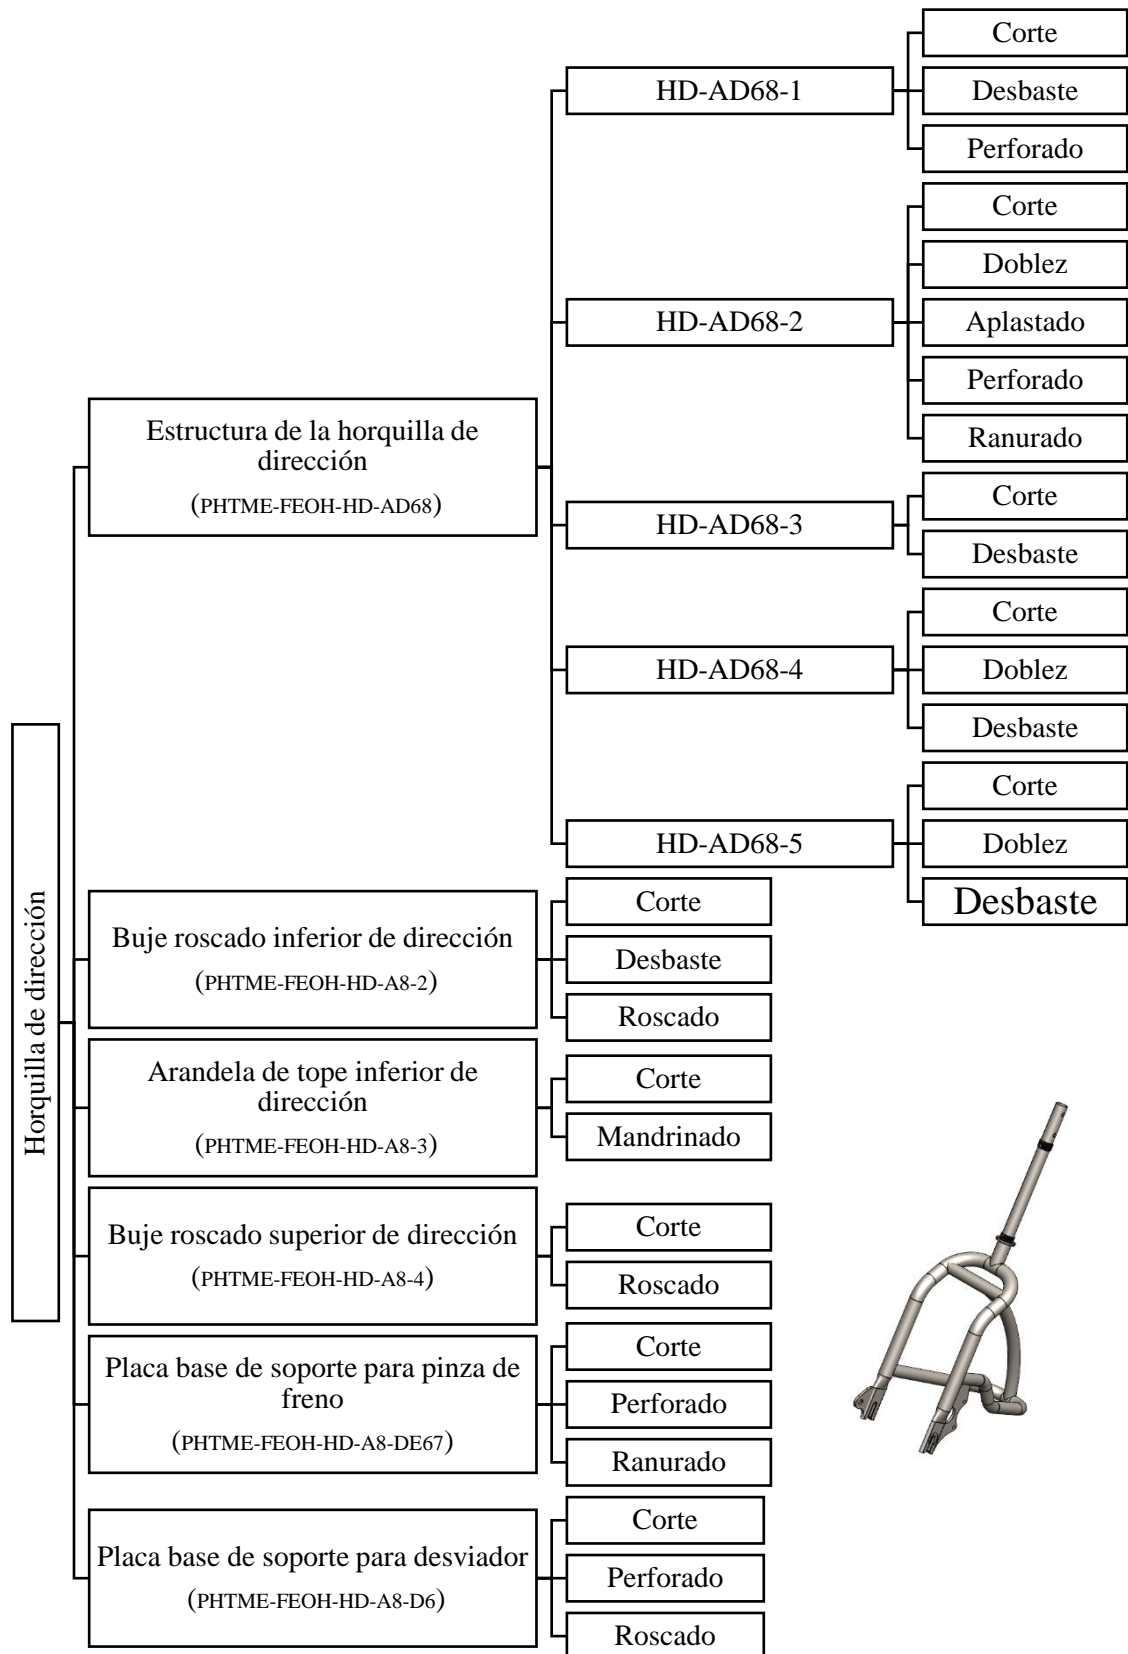 Horquilla de dirección
Estructura de la horquilla de
dirección
(PHTME-FEOH-HD-AD68)
HD-AD68-1
Corte
Desbaste
Perforado
HD-AD68-2
Corte
Doblez
Aplastado
Perforado
Ranurado
HD-AD68-3
Corte
Desbaste
HD-AD68-4
Corte
Doblez
Desbaste
HD-AD68-5
Corte
Doblez
Desbaste
Buje roscado inferior de dirección
(PHTME-FEOH-HD-A8-2)
Corte
Desbaste
Roscado
Arandela de tope inferior de
dirección
(PHTME-FEOH-HD-A8-3)
Corte
Mandrinado
Buje roscado superior de dirección
(PHTME-FEOH-HD-A8-4)
Corte
Roscado
Placa base de soporte para pinza de
freno
(PHTME-FEOH-HD-A8-DE67)
Corte
Perforado
Ranurado
Placa base de soporte para desviador
(PHTME-FEOH-HD-A8-D6)
Corte
Perforado
Roscado